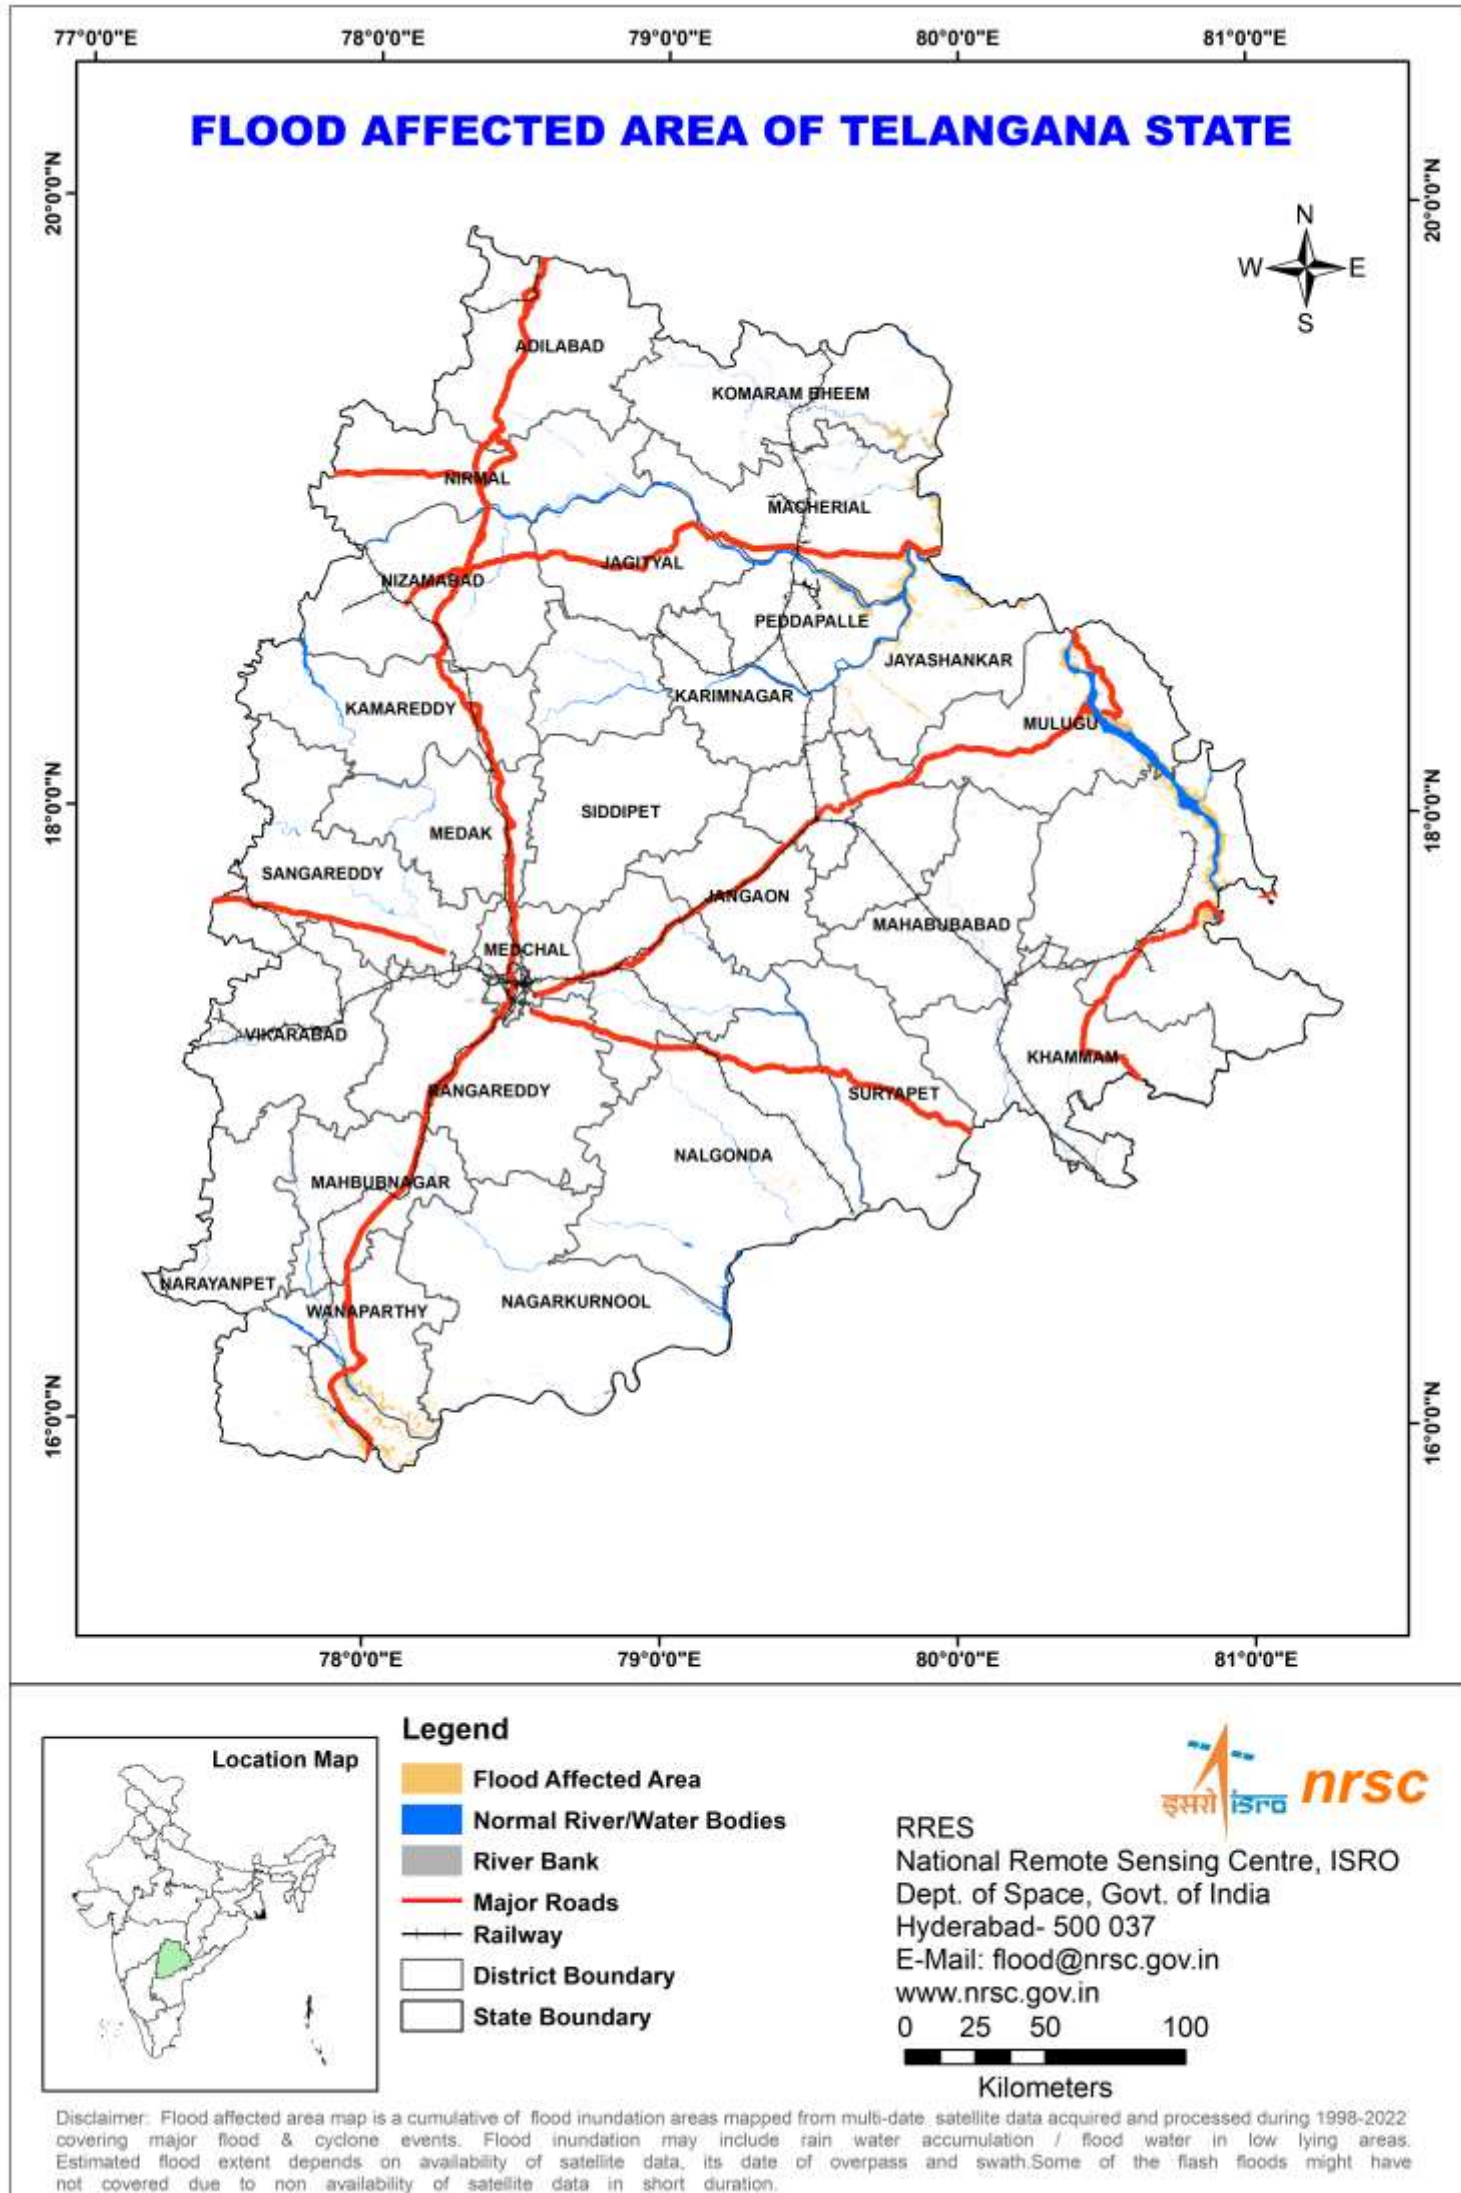 77°0'0"E 78°0'0"E 79°0'0"E 80°0'0"E 81°0'0"E
FLOOD AFFECTED AREA OF TELANGANA STATE
20°0'0"N 20°0'0"N
N
W E
S
ADILABAD
KOMARAM BHEEM
NIRMAL
MACHERIAL
JAGITYAL
NIZAMABAD
PEDDAPALLE
JAYASHANKAR
KARIMNAGAR
KAMAREDDY
MULUGU
18°0'0"N 18°0'0"N
SIDDIPET
MEDAK
SANGAREDDY
JANGAON
MAHABUBABAD
MEDCHAL
VIKARABAD
KHAMMAM
RANGAREDDY
SURYAPET
NALGONDA
MAHBUBNAGAR
NARAYANPET
NAGARKURNOOL
WANAPARTHY
16°0'0"N 16°0'0"N
78°0'0"E 79°0'0"E 80°0'0"E 81°0'0"E
Location Map
Legend
Flood Affected Area
Normal River/Water Bodies
River Bank
Major Roads
Railway
District Boundary
State Boundary
इसरो isro nrsc
RRES
National Remote Sensing Centre, ISRO
Dept. of Space, Govt. of India
Hyderabad- 500 037
E-Mail: flood@nrsc.gov.in
www.nrsc.gov.in
0 25 50 100
Kilometers
Disclaimer: Flood affected area map is a cumulative of flood inundation areas mapped from multi-date satellite data acquired and processed during 1998-2022
covering major flood & cyclone events. Flood inundation may include rain water accumulation / flood water in low lying areas.
Estimated flood extent depends on availability of satellite data, its date of overpass and swath.Some of the flash floods might have
not covered due to non availability of satellite data in short duration.